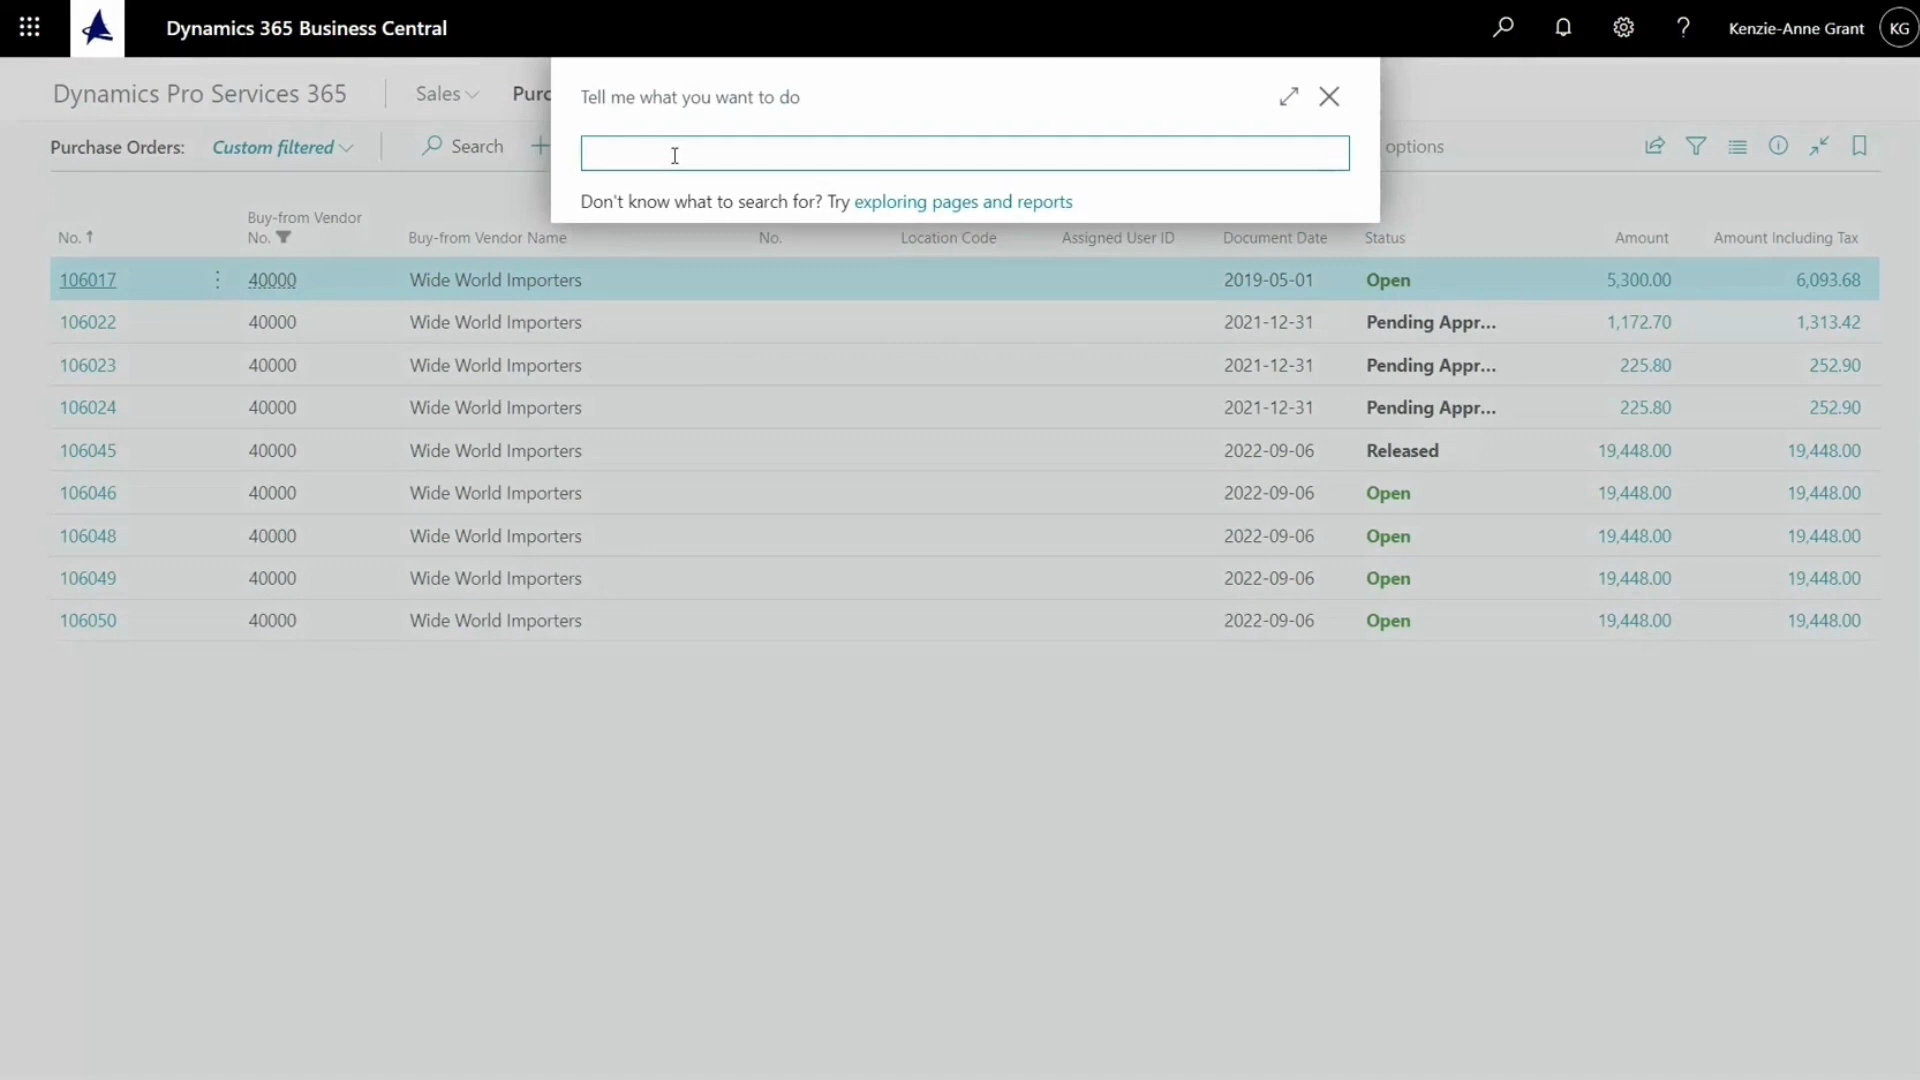 Dynamics 365 Business Central
Kenzie-Anne Grant KG
Dynamics Pro Services 365 Sales Purc
Tell me what you want to do
Purchase Orders: Custom filtered Search options
Don't know what to search for? Try exploring pages and reports
No. Buy-from Vendor No. Buy-from Vendor Name No. Location Code Assigned User ID Document Date Status Amount Amount Including Tax
106017 40000 Wide World Importers 2019-05-01 Open 5,300.00 6,093.68
106022 40000 Wide World Importers 2021-12-31 Pending Appr... 1,172.70 1,313.42
106023 40000 Wide World Importers 2021-12-31 Pending Appr... 225.80 252.90
106024 40000 Wide World Importers 2021-12-31 Pending Appr... 225.80 252.90
106045 40000 Wide World Importers 2022-09-06 Released 19,448.00 19,448.00
106046 40000 Wide World Importers 2022-09-06 Open 19,448.00 19,448.00
106048 40000 Wide World Importers 2022-09-06 Open 19,448.00 19,448.00
106049 40000 Wide World Importers 2022-09-06 Open 19,448.00 19,448.00
106050 40000 Wide World Importers 2022-09-06 Open 19,448.00 19,448.00